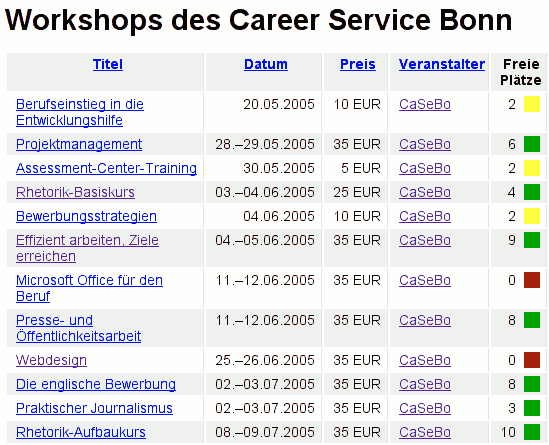 Workshops des Career Service Bonn
Titel Datum Preis Veranstalter Freie
Plätze
Berufseinstieg in die 20.05.2005 10 EUR CaSeBo 2
Entwicklungshilfe
Projektmanagement 28.–29.05.2005 35 EUR CaSeBo 6
Assessment-Center-Training 30.05.2005 5 EUR CaSeBo 2
Rhetorik-Basiskurs 03.–04.06.2005 25 EUR CaSeBo 4
Bewerbungsstrategien 04.06.2005 10 EUR CaSeBo 2
Effizient arbeiten, Ziele 04.–05.06.2005 35 EUR CaSeBo 9
erreichen
Microsoft Office für den 11.–12.06.2005 35 EUR CaSeBo 0
Beruf
Presse- und 11.–12.06.2005 35 EUR CaSeBo 8
Öffentlichkeitsarbeit
Webdesign 25.–26.06.2005 35 EUR CaSeBo 0
Die englische Bewerbung 02.–03.07.2005 35 EUR CaSeBo 8
Praktischer Journalismus 02.–03.07.2005 35 EUR CaSeBo 3
Rhetorik-Aufbaukurs 08.–09.07.2005 35 EUR CaSeBo 10